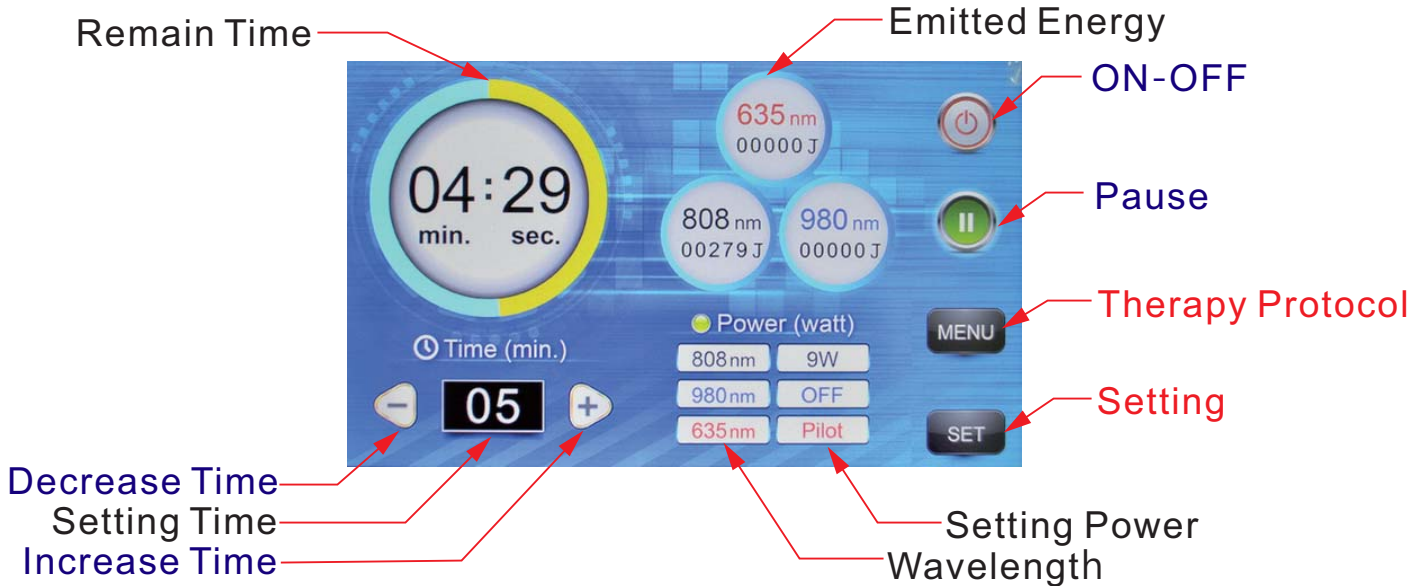 Remain Time
Emitted Energy
ON-OFF
635 nm
00000 J
04:29
min. sec.
808 nm
00279 J
980 nm
00000 J
Pause
Therapy Protocol
MENU
Power (watt)
808 nm 9W
980 nm OFF
635 nm Pilot
Time (min.)
- 05 +
Setting
SET
Decrease Time
Setting Time
Increase Time
Setting Power
Wavelength